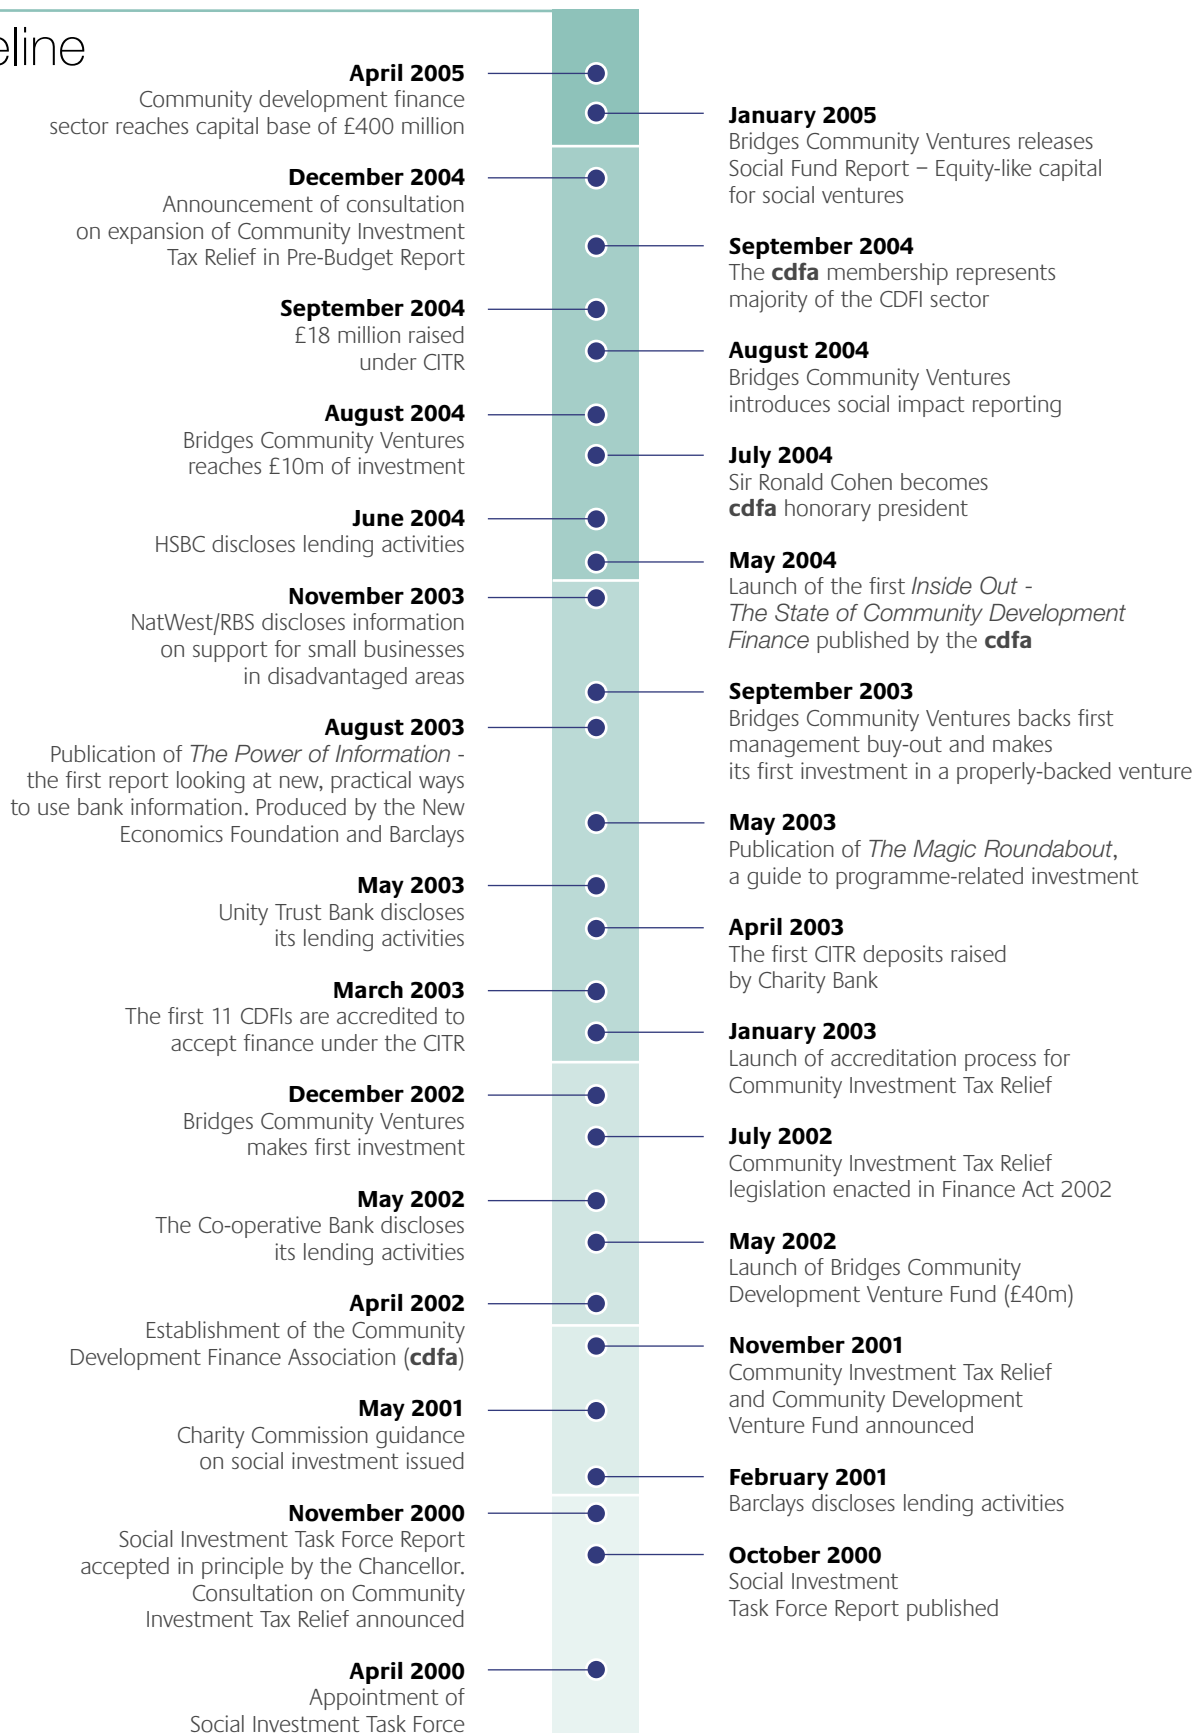 eline
April 2005
Community development finance
sector reaches capital base of £400 million
December 2004
Announcement of consultation
on expansion of Community Investment
Tax Relief in Pre-Budget Report
September 2004
£18 million raised
under CITR
August 2004
Bridges Community Ventures
reaches £10m of investment
June 2004
HSBC discloses lending activities
November 2003
NatWest/RBS discloses information
on support for small businesses
in disadvantaged areas
August 2003
Publication of The Power of Information -
the first report looking at new, practical ways
to use bank information. Produced by the New
Economics Foundation and Barclays
May 2003
Unity Trust Bank discloses
its lending activities
March 2003
The first 11 CDFIs are accredited to
accept finance under the CITR
December 2002
Bridges Community Ventures
makes first investment
May 2002
The Co-operative Bank discloses
its lending activities
April 2002
Establishment of the Community
Development Finance Association (cdfa)
May 2001
Charity Commission guidance
on social investment issued
November 2000
Social Investment Task Force Report
accepted in principle by the Chancellor.
Consultation on Community
Investment Tax Relief announced
April 2000
Appointment of
Social Investment Task Force
January 2005
Bridges Community Ventures releases
Social Fund Report – Equity-like capital
for social ventures
September 2004
The cdfa membership represents
majority of the CDFI sector
August 2004
Bridges Community Ventures
introduces social impact reporting
July 2004
Sir Ronald Cohen becomes
cdfa honorary president
May 2004
Launch of the first Inside Out -
The State of Community Development
Finance published by the cdfa
September 2003
Bridges Community Ventures backs first
management buy-out and makes
its first investment in a properly-backed venture
May 2003
Publication of The Magic Roundabout,
a guide to programme-related investment
April 2003
The first CITR deposits raised
by Charity Bank
January 2003
Launch of accreditation process for
Community Investment Tax Relief
July 2002
Community Investment Tax Relief
legislation enacted in Finance Act 2002
May 2002
Launch of Bridges Community
Development Venture Fund (£40m)
November 2001
Community Investment Tax Relief
and Community Development
Venture Fund announced
February 2001
Barclays discloses lending activities
October 2000
Social Investment
Task Force Report published